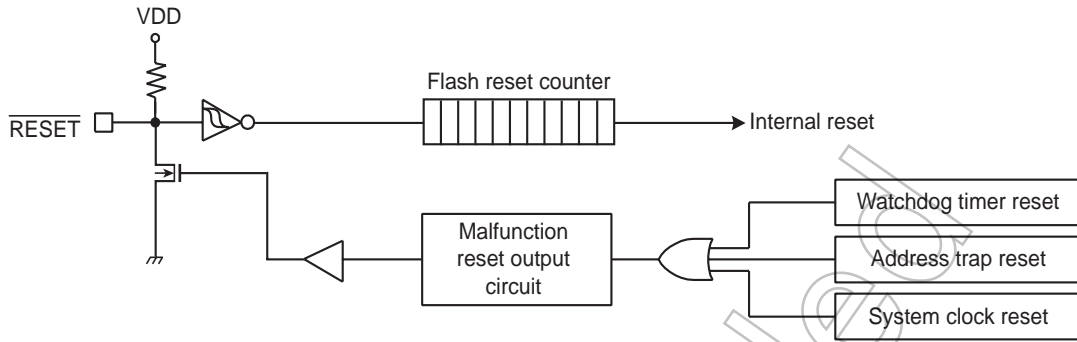 VDD
Flash reset counter
RESET
Internal reset
Watchdog timer reset
Malfunction
reset output
circuit
Address trap reset
System clock reset